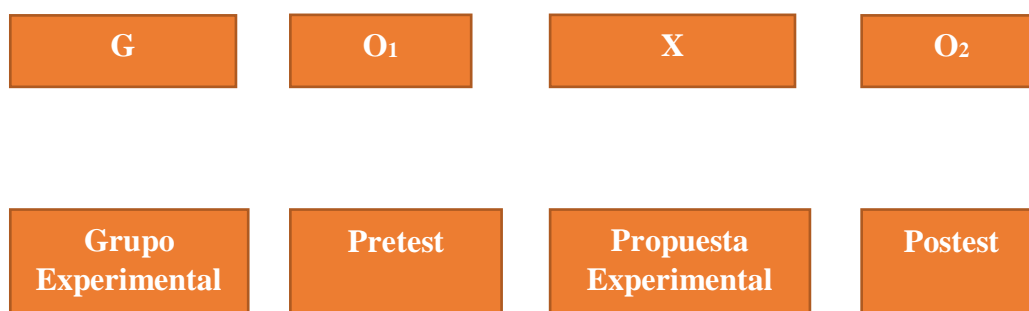 G O1 X O2
Grupo Experimental Pretest Propuesta Experimental Postest